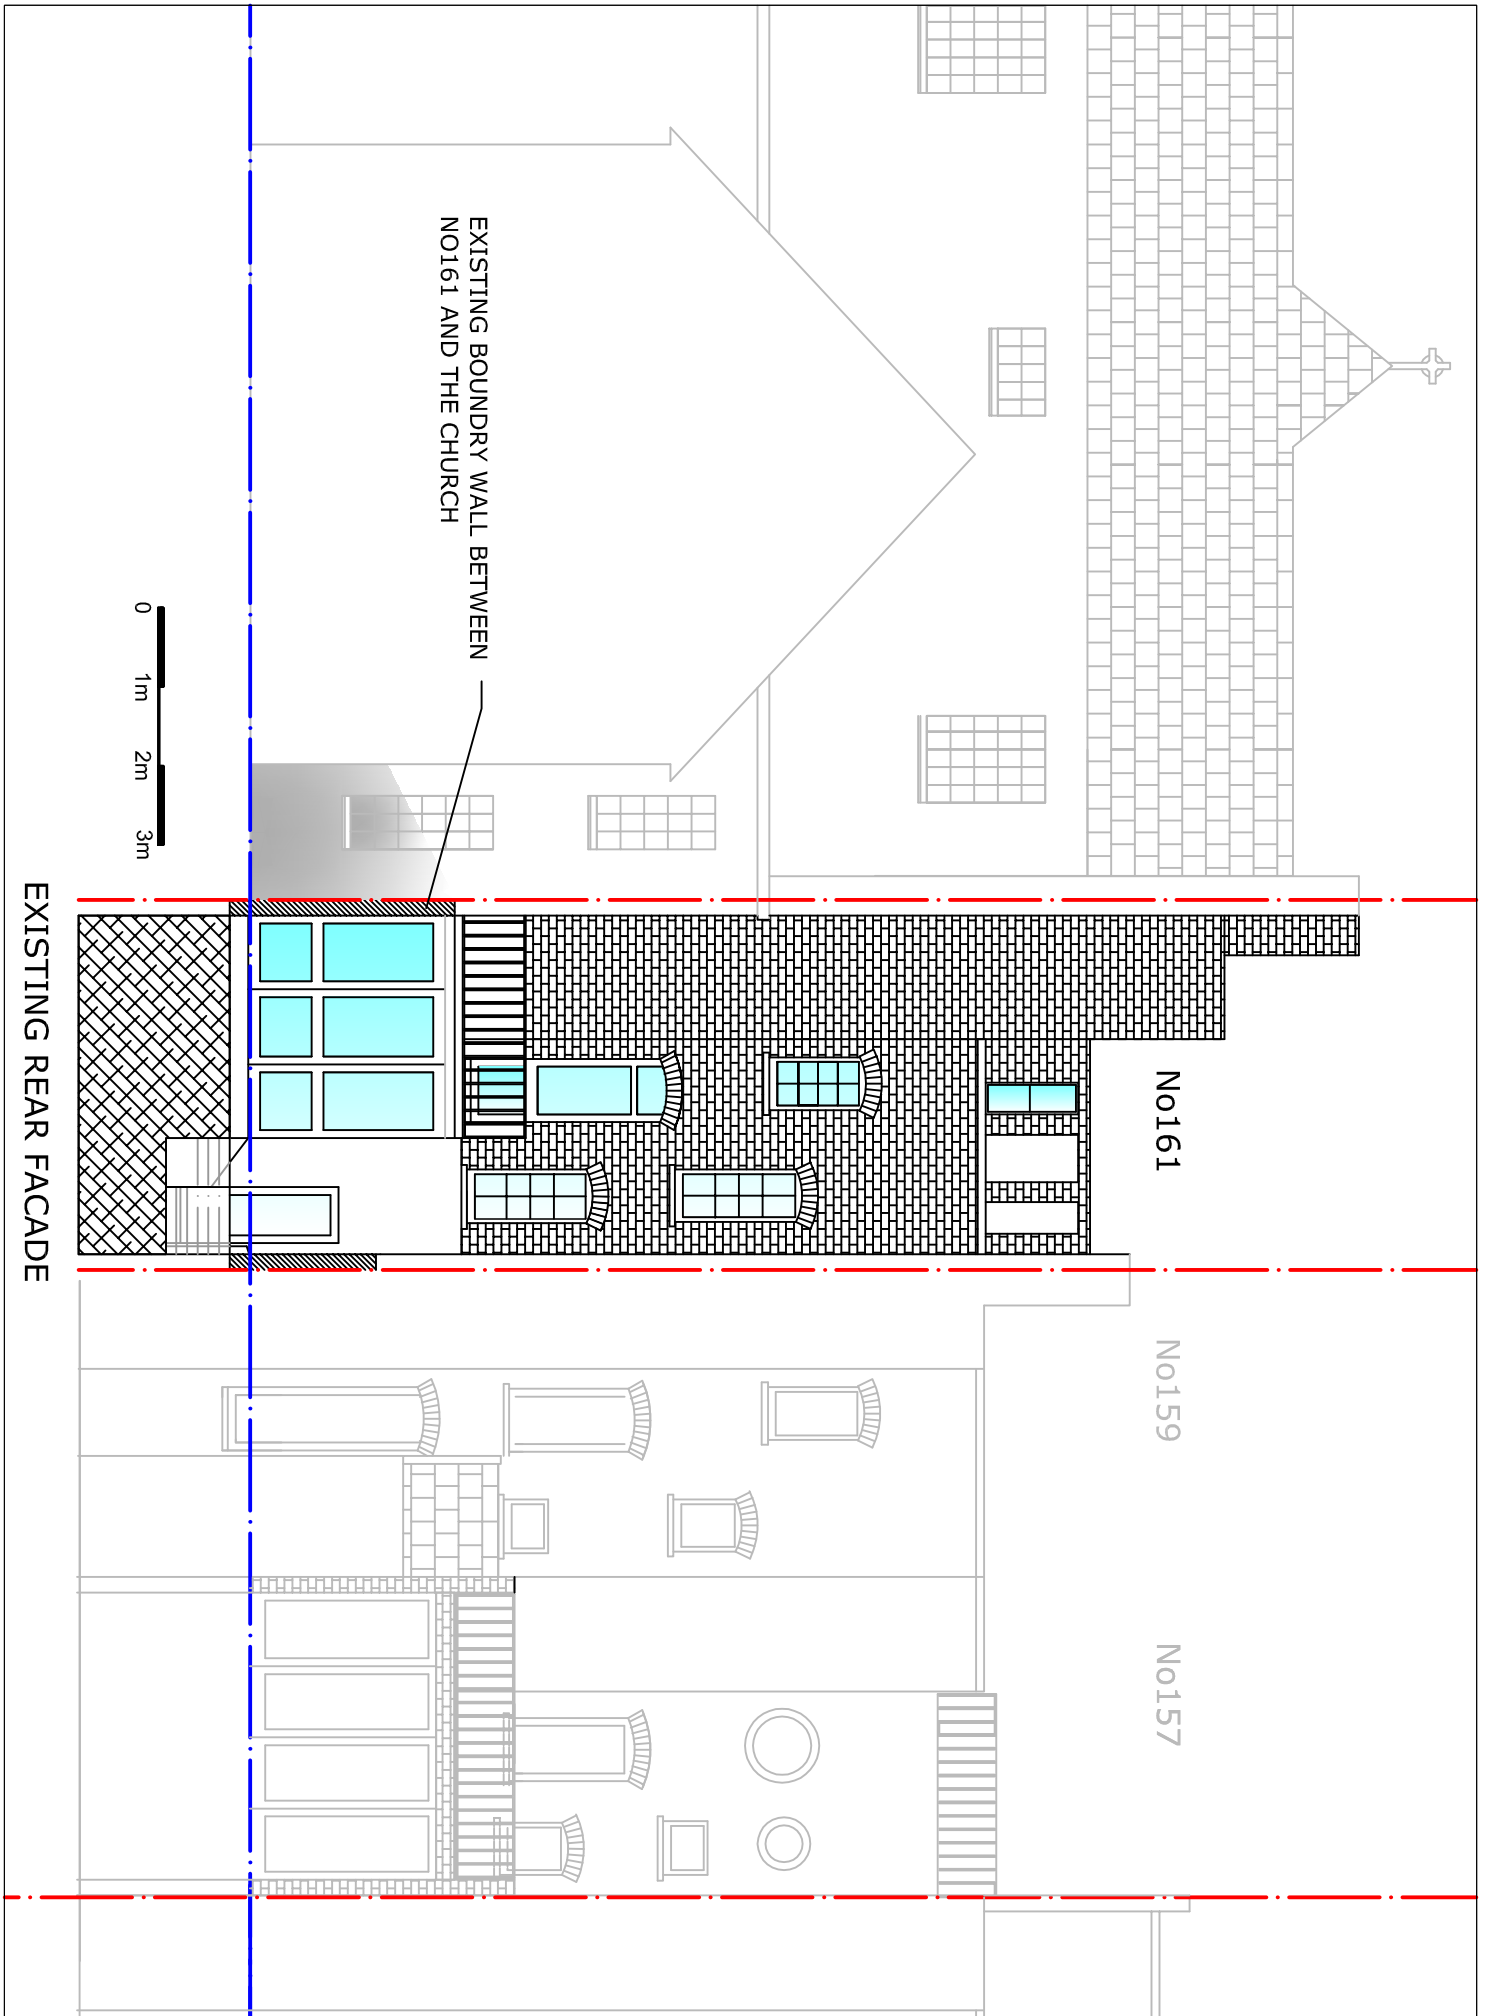 No161
No159
No157
EXISTING BOUNDRY WALL BETWEEN
NO161 AND THE CHURCH
0 1m 2m 3m
EXISTING REAR FACADE